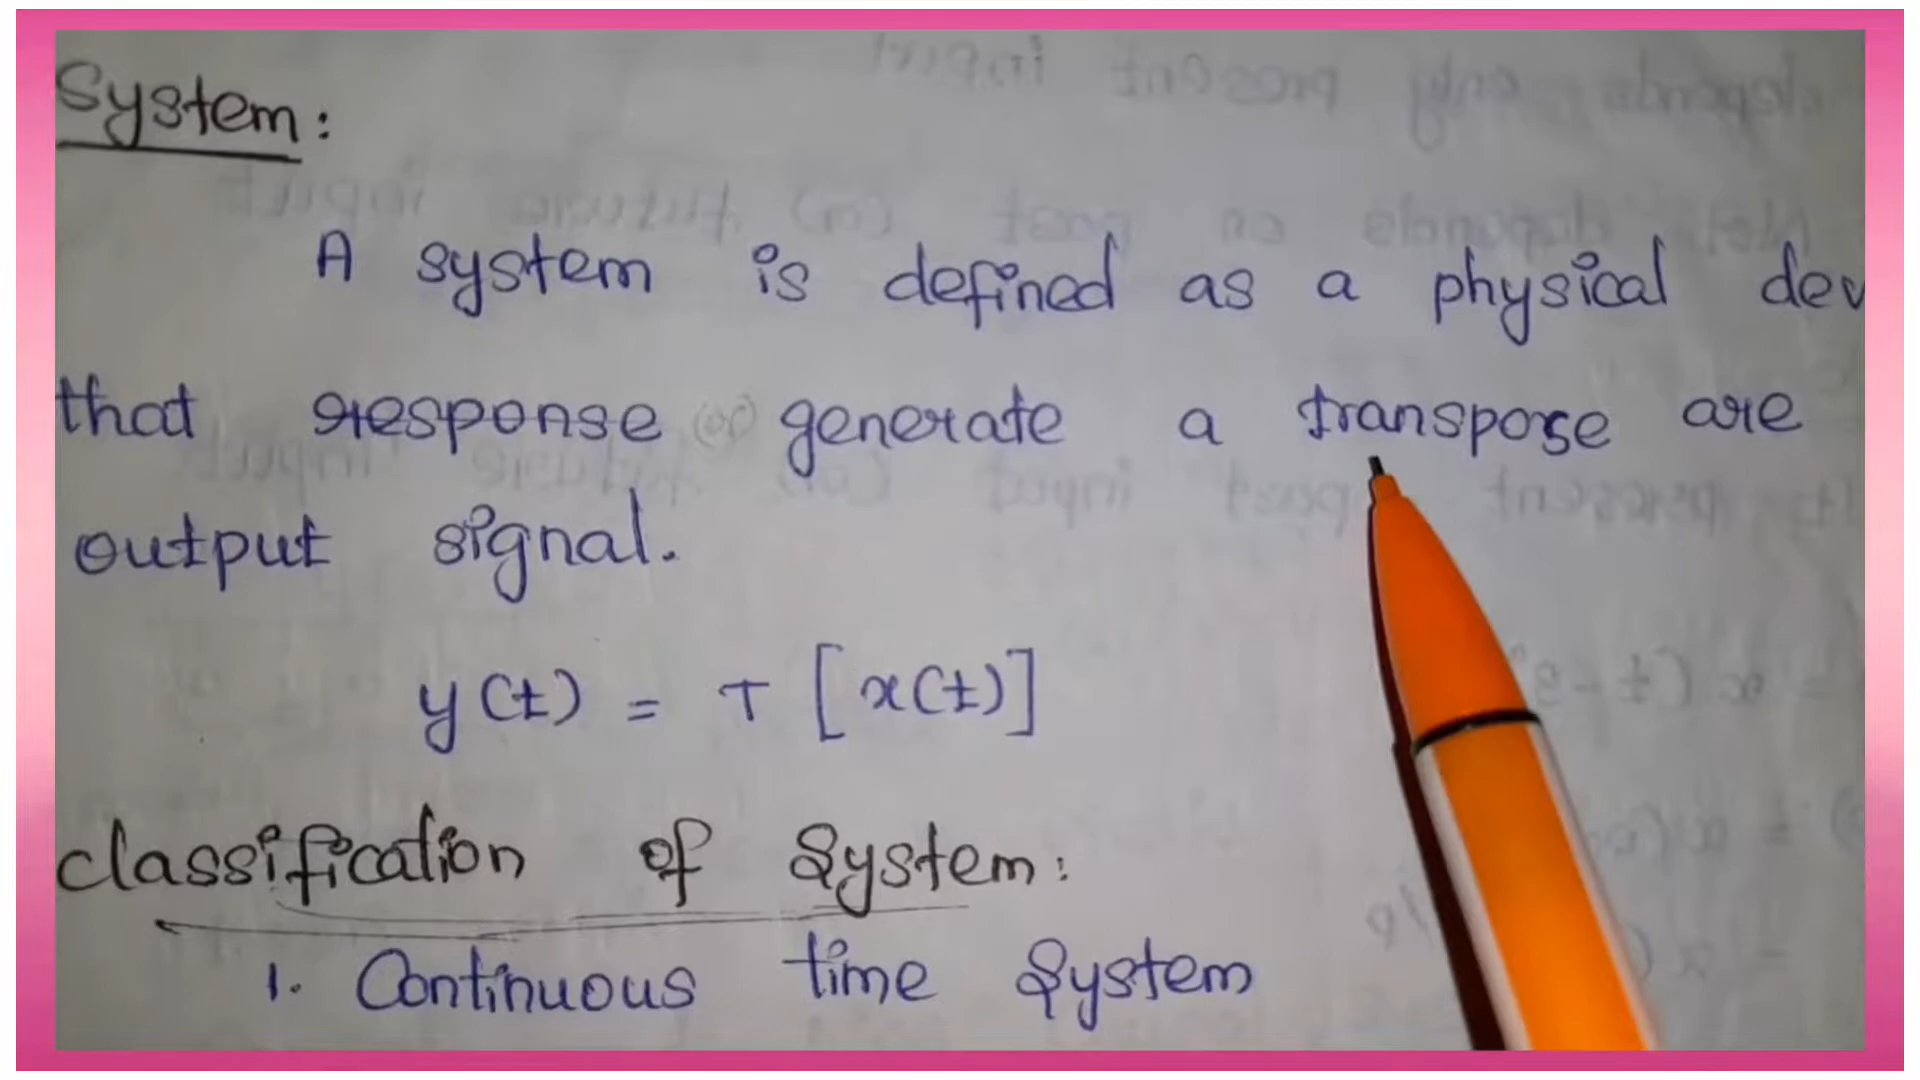 System:
A system is defined as a physical dev
that response (or) generate a transpose are
output signal.
y(t) = T [x(t)]
classification of System:
1. Continuous time System